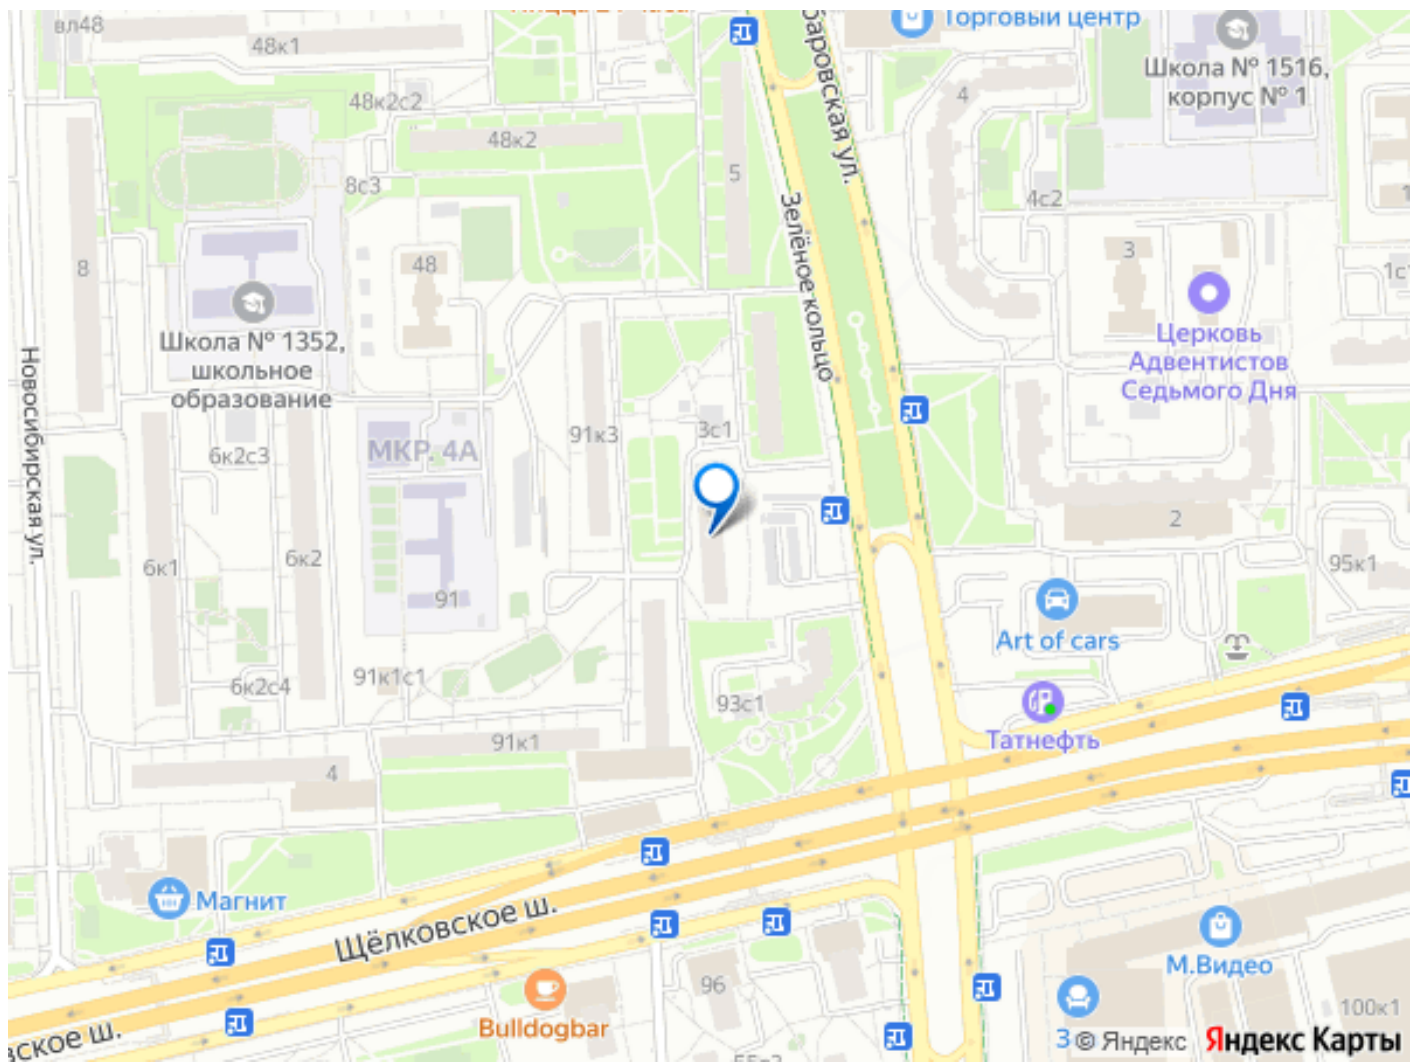 вл48
48к1
Торговый центр
Школа № 1516,
корпус № 1
баровская ул.
48к2с2
48к2
4
5
8с3
4с2
Зелёное кольцо
8
48
3
1с1
Школа № 1352,
школьное
образование
Церковь
Адвентистов
Седьмого Дня
Новосибирская ул.
МКР. 4А
91к3
3с1
6к2с3
2
6к1
6к2
91
95к1
Art of cars
6к2с4
91к1с1
93с1
Татнефть
91к1
4
Магнит
Щёлковское ш.
М.Видео
96
100к1
Bulldogbar
вское ш.
З
© Яндекс
Яндекс Карты